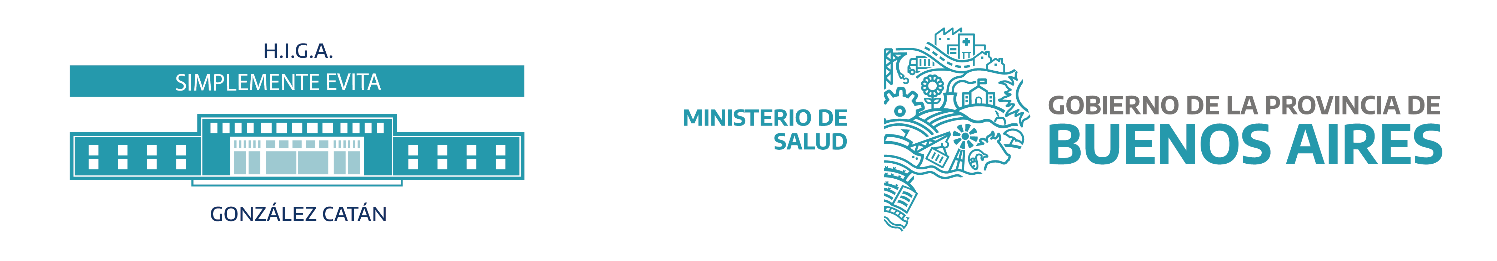 H.I.G.A.
SIMPLEMENTE EVITA
GONZÁLEZ CATÁN
MINISTERIO DE
SALUD
GOBIERNO DE LA PROVINCIA DE
BUENOS AIRES